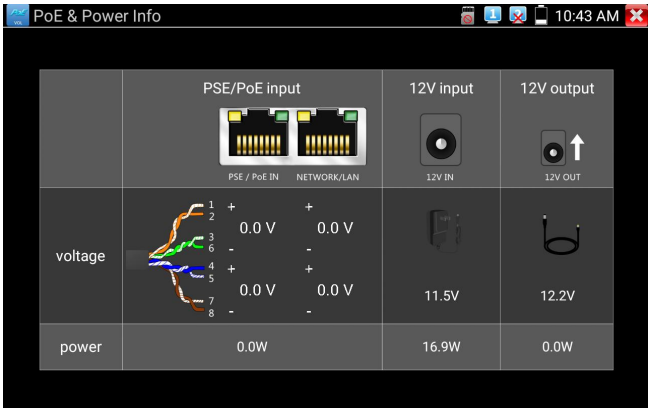 PoE & Power Info
1
10:43 AM
PSE/PoE input
12V input
12V output
PSE / PoE IN
NETWORK/LAN
12V IN
12V OUT
voltage
1
2
3
6
4
5
7
8
+
0.0 V
-
+
0.0 V
-
+
0.0 V
-
+
0.0 V
-
11.5V
12.2V
power
0.0W
16.9W
0.0W